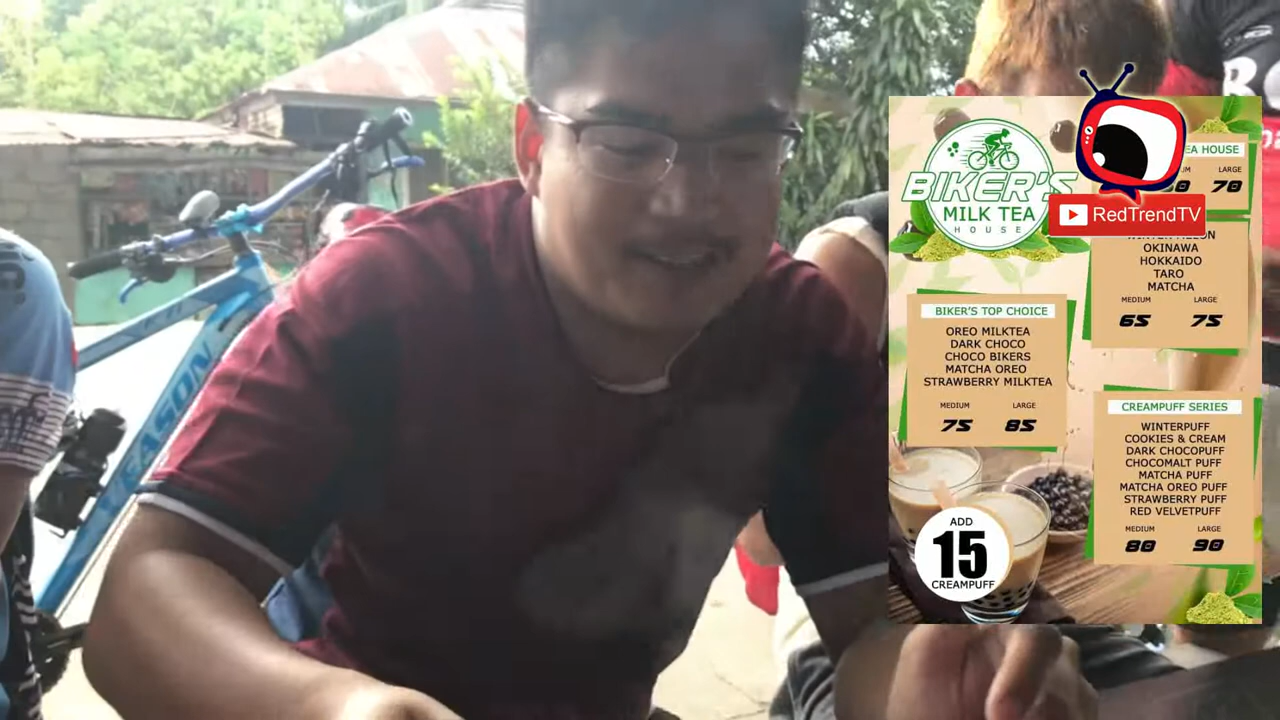 BIKER'S
MILK TEA
HOUSE
EA HOUSE
LARGE
70
RedTrendTV
OKINAWA
HOKKAIDO
TARO
MATCHA
MEDIUM LARGE
65 75
BIKER'S TOP CHOICE
OREO MILKTEA
DARK CHOCO
CHOCO BIKERS
MATCHA OREO
STRAWBERRY MILKTEA
MEDIUM LARGE
75 85
CREAMPUFF SERIES
WINTERPUFF
COOKIES & CREAM
DARK CHOCOPUFF
CHOCOMALT PUFF
MATCHA PUFF
MATCHA OREO PUFF
STRAWBERRY PUFF
RED VELVETPUFF
MEDIUM LARGE
80 90
ADD
15
CREAMPUFF